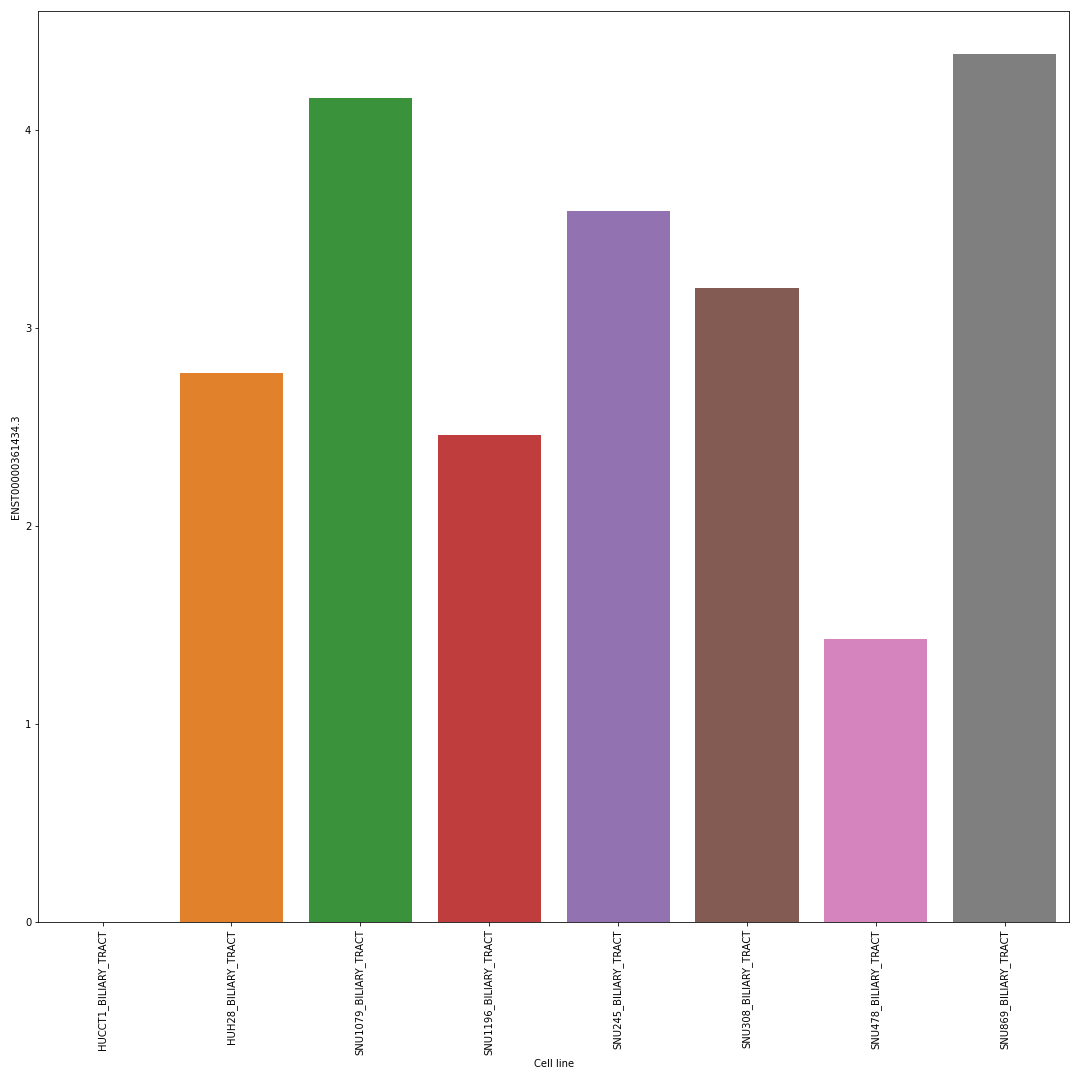 ENST00000361434.3
4
3
2
1
0
HUCCT1_BILIARY_TRACT
HUH28_BILIARY_TRACT
SNU1079_BILIARY_TRACT
SNU1196_BILIARY_TRACT
SNU245_BILIARY_TRACT
SNU308_BILIARY_TRACT
SNU478_BILIARY_TRACT
SNU869_BILIARY_TRACT
Cell line